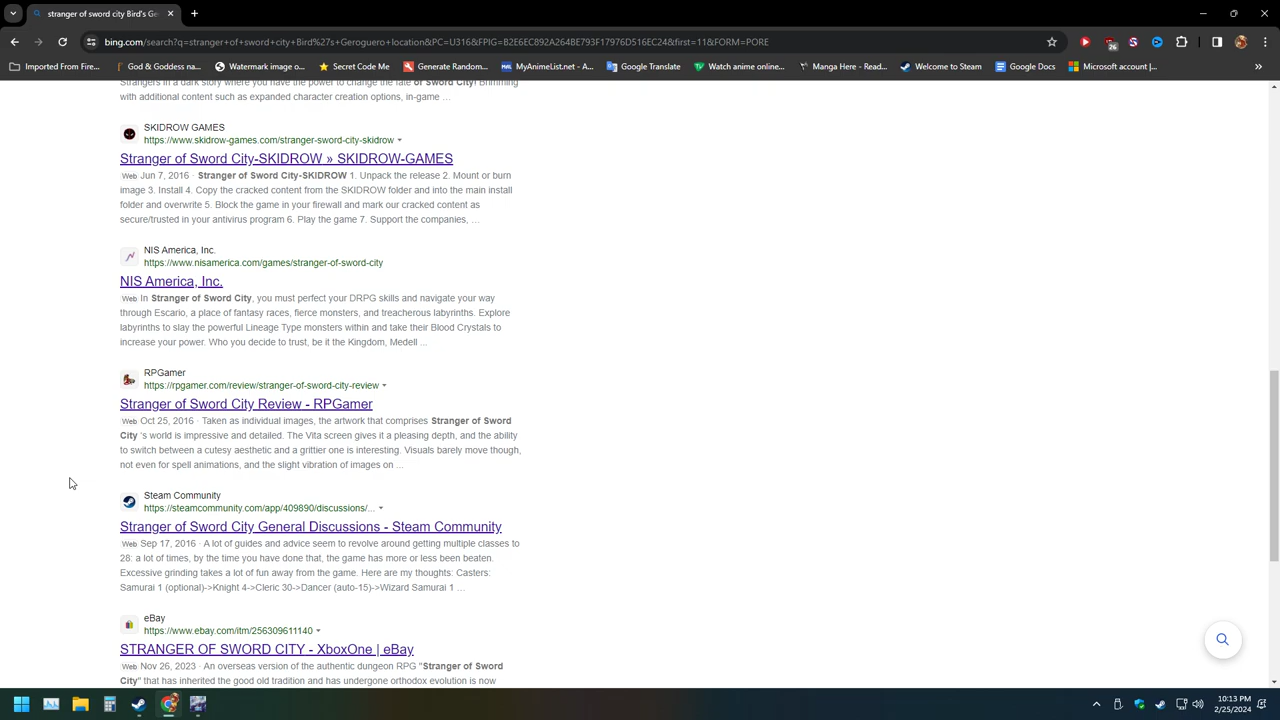 stranger of sword city Bird's Ge
bing.com/search?q=stranger+of+sword+city+Bird%27s+Geroguero+location&PC=U316&FPIG=B2E6EC892A264BE793F17976D516EC24&first=11&FORM=PORE
26
Imported From Exc... God & Goddess na... Watermark image o... Secret Code Me Random Generators... MyAnimeList.net - A... Google Translate Watch anime online... Manga Here - Read... Welcome to Steam Google Docs Microsoft account |... »
Strangers in a dark story where you have the power to change the fate of Sword City! Brimming
with additional content such as expanded character creation options, in-game ...
SKIDROW GAMES
https://www.skidrow-games.com/stranger-sword-city-skidrow
Stranger of Sword City-SKIDROW » SKIDROW-GAMES
Web Jun 7, 2016 · Stranger of Sword City-SKIDROW 1. Unpack the release 2. Mount or burn
image 3. Install 4. Copy the cracked content from the SKIDROW folder and into the main install
folder and overwrite 5. Block the game in your firewall and mark our cracked content as
secure/trusted in your antivirus program 6. Play the game 7. Support the companies, ...
NIS America, Inc.
https://www.nisamerica.com/games/stranger-of-sword-city
NIS America, Inc.
Web In Stranger of Sword City, you must perfect your DRPG skills and navigate your way
through Escario, a place of fantasy races, fierce monsters, and treacherous labyrinths. Explore
labyrinths to slay the powerful Lineage Type monsters within and take their Blood Crystals to
increase your power. Who you decide to trust, be it the Kingdom, Medell ...
RPGamer
https://rpgamer.com/review/stranger-of-sword-city-review
Stranger of Sword City Review - RPGamer
Web Oct 25, 2016 · Taken as individual images, the artwork that comprises Stranger of Sword
City 's world is impressive and detailed. The Vita screen gives it a pleasing depth, and the ability
to switch between a cutesy aesthetic and a grittier one is interesting. Visuals barely move though,
not even for spell animations, and the slight vibration of images on ...
Steam Community
https://steamcommunity.com/app/409890/discussions/...
Stranger of Sword City General Discussions - Steam Community
Web Sep 17, 2016 · A lot of guides and advice seem to revolve around getting multiple classes to
28: a lot of times, by the time you have done that, the game has more or less been beaten.
Excessive grinding takes a lot of fun away from the game. Here are my thoughts: Casters:
Samurai 1 (optional)->Knight 4->Cleric 30->Dancer (auto-15)->Wizard Samurai 1 ...
eBay
https://www.ebay.com/itm/256309611140
STRANGER OF SWORD CITY - XboxOne | eBay
Web Nov 26, 2023 · An overseas version of the authentic dungeon RPG "Stranger of Sword
City" that has inherited the good old tradition and has undergone orthodox evolution is now
10:13 PM
2/25/2024